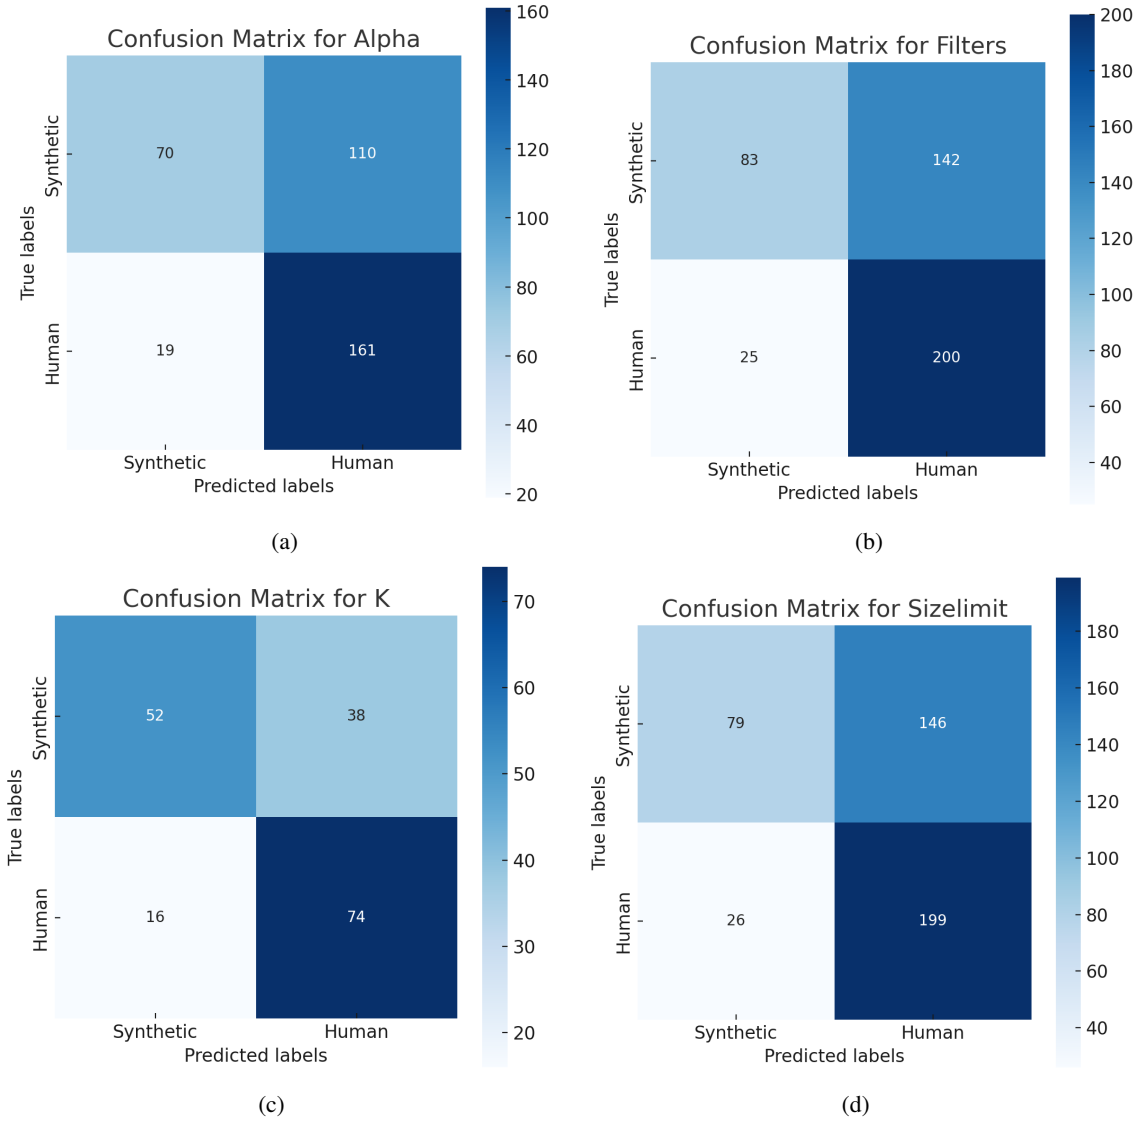 Confusion Matrix for Alpha
160
140
120
100
80
60
40
20
True labels
Synthetic
Human
70
110
19
161
Synthetic
Human
Predicted labels
(a)
Confusion Matrix for Filters
200
180
160
140
120
100
80
60
40
True labels
Synthetic
Human
83
142
25
200
Synthetic
Human
Predicted labels
(b)
Confusion Matrix for K
70
60
50
40
30
20
True labels
Synthetic
Human
52
38
16
74
Synthetic
Human
Predicted labels
(c)
Confusion Matrix for Sizelimit
180
160
140
120
100
80
60
40
True labels
Synthetic
Human
79
146
26
199
Synthetic
Human
Predicted labels
(d)